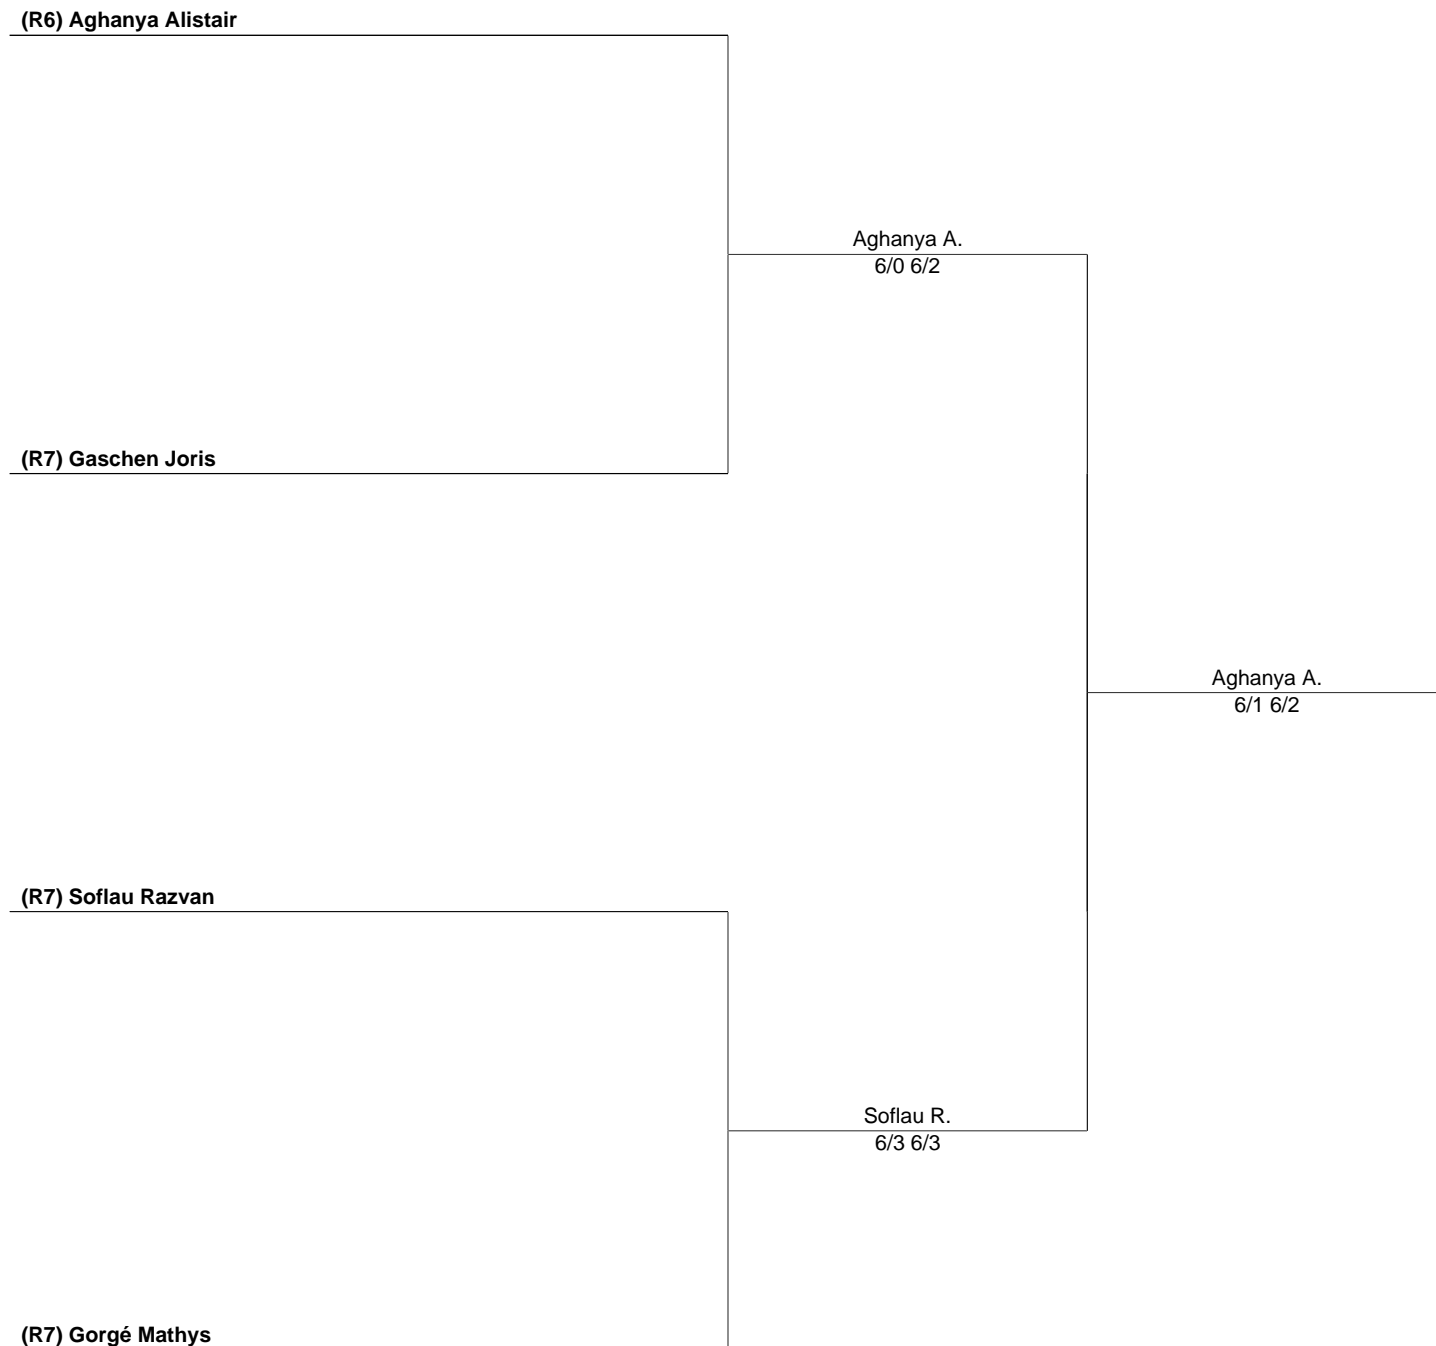 (R6) Aghanya Alistair
Aghanya A.
6/0 6/2
(R7) Gaschen Joris
Aghanya A.
6/1 6/2
(R7) Soflau Razvan
Soflau R.
6/3 6/3
(R7) Gorgé Mathys